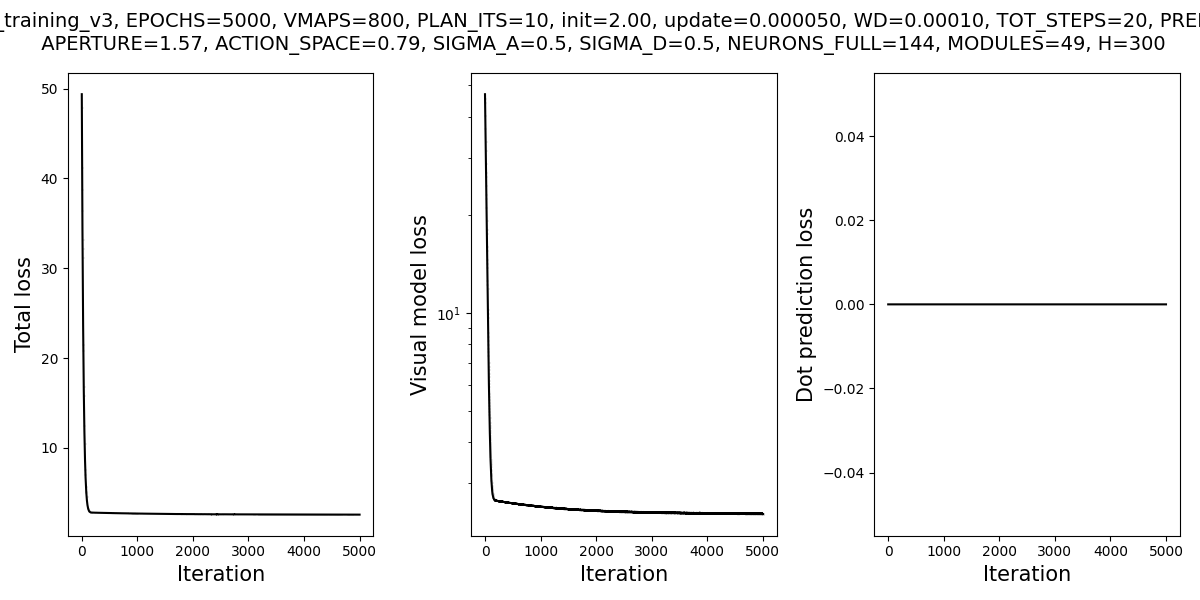 _training_v3, EPOCHS=5000, VMAPS=800, PLAN_ITS=10, init=2.00, update=0.000050, WD=0.00010, TOT_STEPS=20,
APERTURE=1.57, ACTION_SPACE=0.79, SIGMA_A=0.5, SIGMA_D=0.5, NEURONS_FULL=144, MODULES=49, H=300
Total loss
50
40
30
20
10
0 1000 2000 3000 4000 5000
Iteration
Visual model loss
10¹
0 1000 2000 3000 4000 5000
Iteration
Dot prediction loss
0.04
0.02
0.00
−0.02
−0.04
0 1000 2000 3000 4000 5000
Iteration